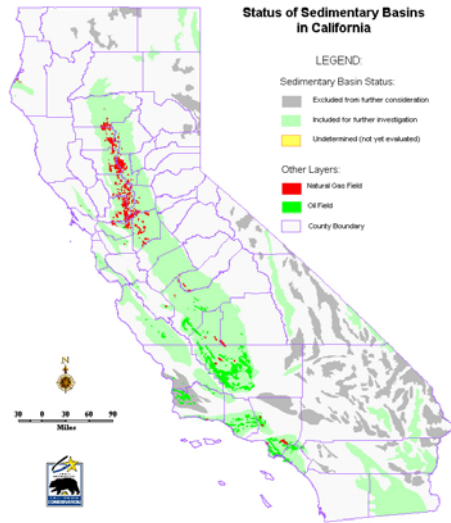 Status of Sedimentary Basins
in California
LEGEND:
Sedimentary Basin Status:
Excluded from further consideration
Included for further investigation
Undetermined (not yet evaluated)
Other Layers:
Natural Gas Field
Oil Field
County Boundary
N
30 0 30 60 90
Miles
CONSERVATION